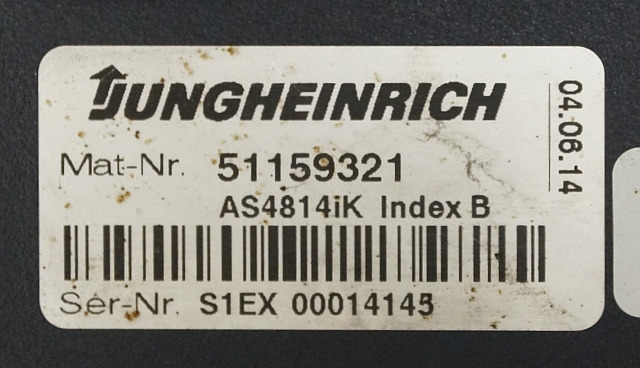 JUNGHEINRICH
Mat-Nr. 51159321
AS4814iK Index B
Ser-Nr. S1EX 00014145
04.06.14